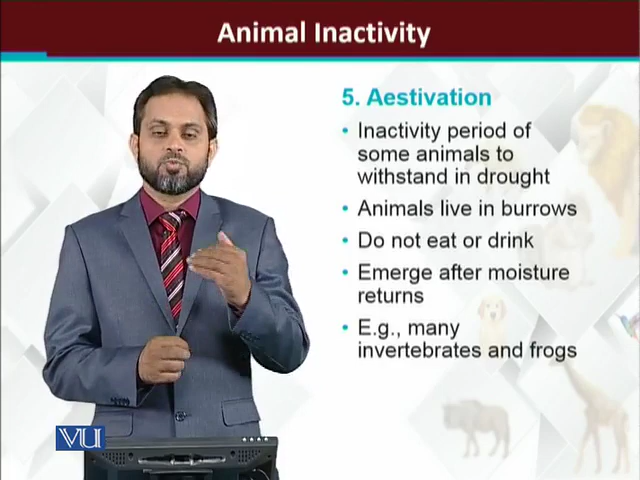 Animal Inactivity
5. Aestivation
• Inactivity period of
some animals to
withstand in drought
• Animals live in burrows
• Do not eat or drink
• Emerge after moisture
returns
• E.g., many
invertebrates and frogs
VU